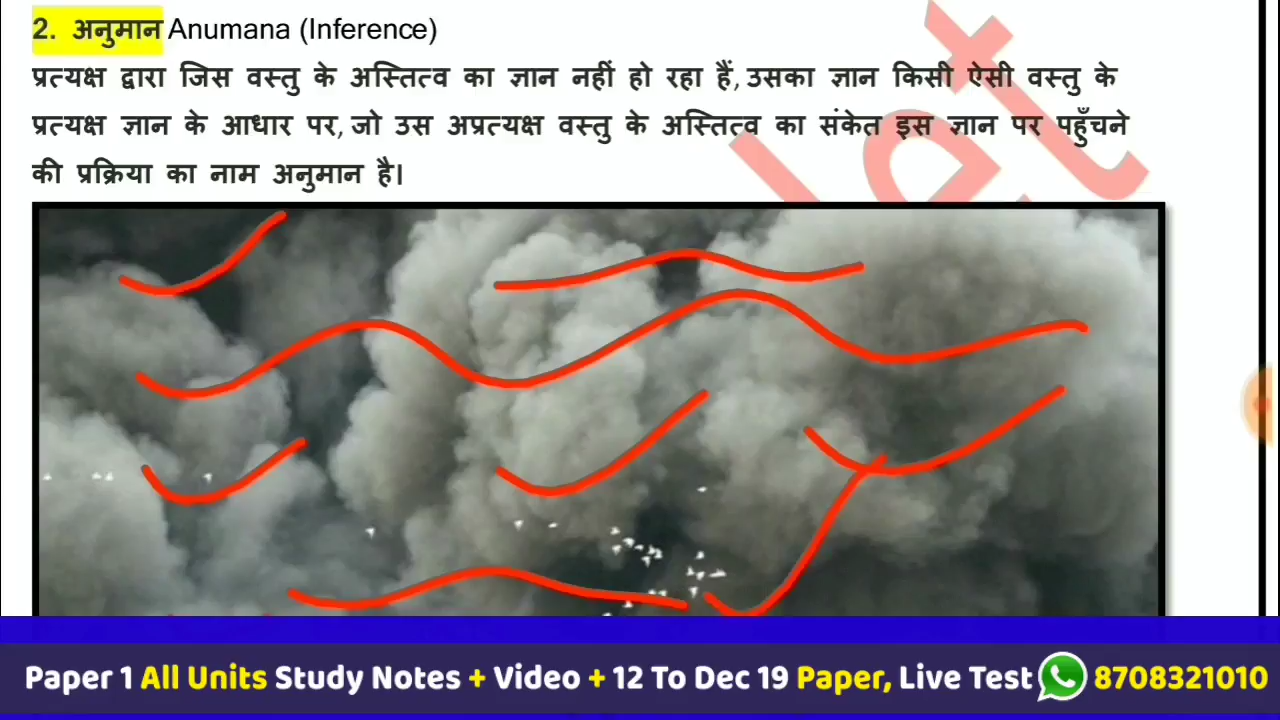 2. अनुमान Anumana (Inference)
प्रत्यक्ष द्वारा जिस वस्तु के अस्तित्व का ज्ञान नहीं हो रहा हैं, उसका ज्ञान किसी ऐसी वस्तु के
प्रत्यक्ष ज्ञान के आधार पर, जो उस अप्रत्यक्ष वस्तु के अस्तित्व का संकेत इस ज्ञान पर पहुँचने
की प्रक्रिया का नाम अनुमान है।
Paper 1 All Units Study Notes + Video + 12 To Dec 19 Paper, Live Test 8708321010